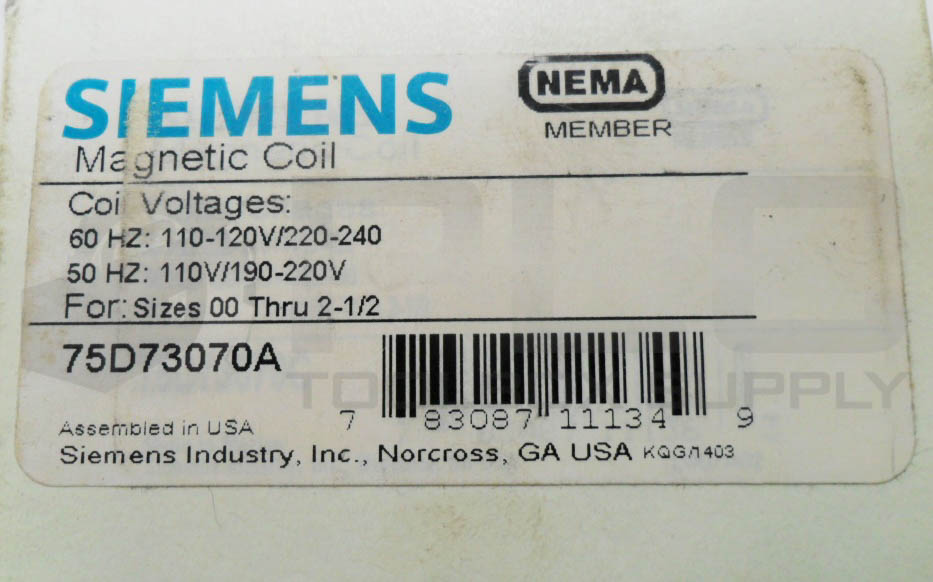 SIEMENS
NEMA
MEMBER
Magnetic Coil
Coil Voltages:
60 HZ: 110-120V/220-240
50 HZ: 110V/190-220V
For: Sizes 00 Thru 2-1/2
75D73070A
7 83087 11134 9
Assembled in USA
Siemens Industry, Inc., Norcross, GA USA KQG/1403
PLC
SUPPLY